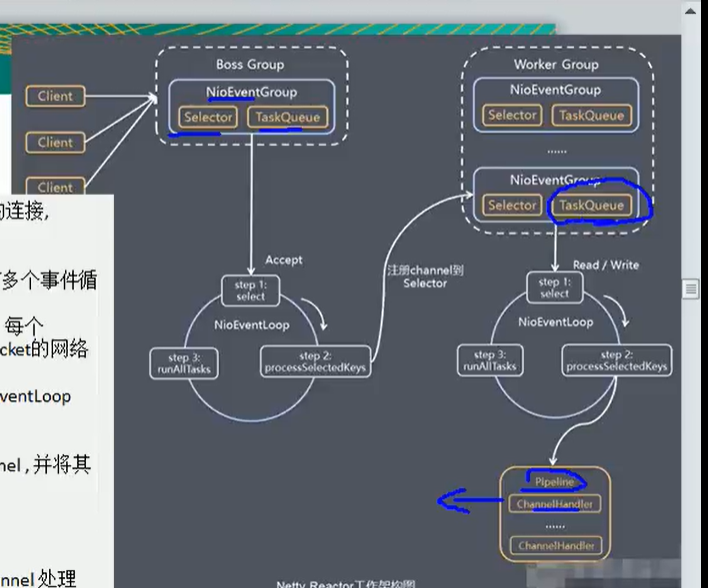 Boss Group
NioEventGroup
Selector
TaskQueue
Client
Client
Client
Worker Group
NioEventGroup
Selector
TaskQueue
......
NioEventGroup
Selector
TaskQueue
的连接,
多个事件循
每个
cket的网络
ventLoop
nel,并将其
nnel 处理
Accept
step 1:
select
NioEventLoop
step 2:
processSelectedKeys
step 3:
runAllTasks
注册channel到
Selector
Read / Write
step 1:
select
NioEventLoop
step 2:
processSelectedKeys
step 3:
runAllTasks
Pipeline
ChannelHandler
......
ChannelHandler
Netty Reactor工作架构图